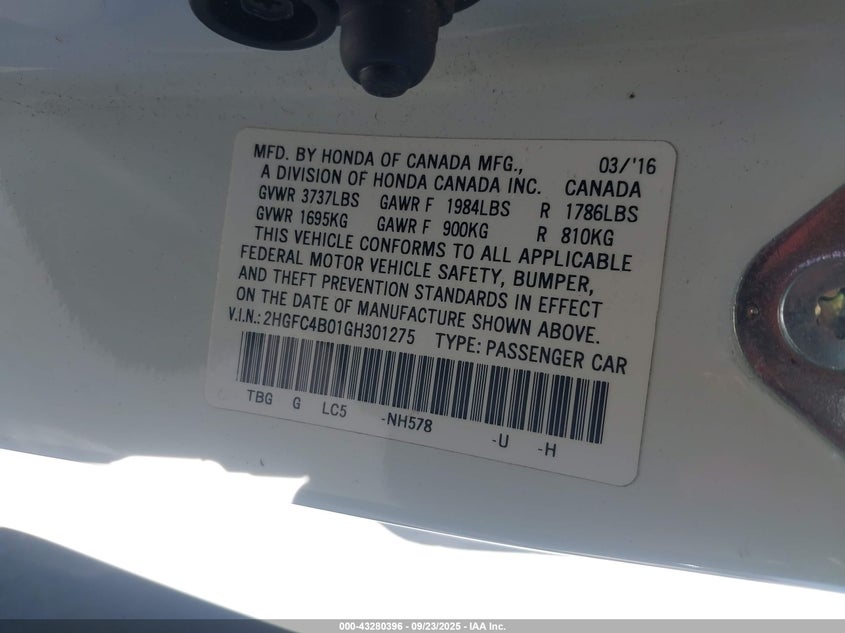 MFD. BY HONDA OF CANADA MFG., 03/'16
A DIVISION OF HONDA CANADA INC. CANADA
GVWR 3737LBS GAWR F 1984LBS R 1786LBS
GVWR 1695KG GAWR F 900KG R 810KG
THIS VEHICLE CONFORMS TO ALL APPLICABLE
FEDERAL MOTOR VEHICLE SAFETY, BUMPER,
AND THEFT PREVENTION STANDARDS IN EFFECT
ON THE DATE OF MANUFACTURE SHOWN ABOVE.
V.I.N.: 2HGFC4B01GH301275 TYPE: PASSENGER CAR
TBG G LC5 -NH578 -U -H
000-43280396 - 09/23/2025 - IAA Inc.